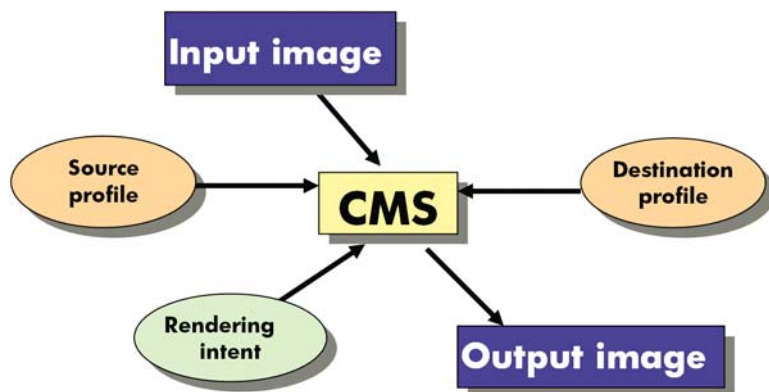 Input image
Source
profile
Destination
profile
CMS
Rendering
intent
Output image